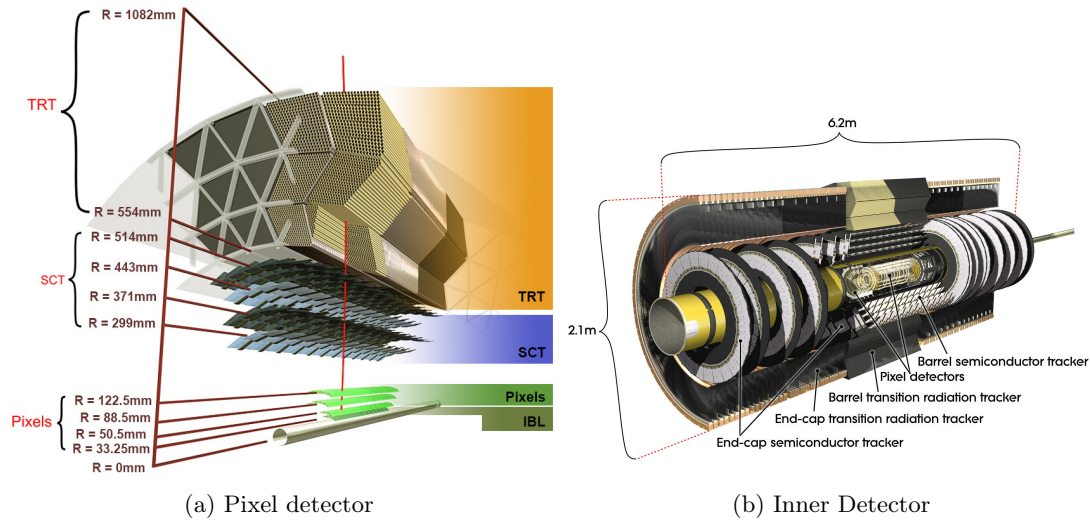 R = 1082mm
TRT
R = 554mm
R = 514mm
SCT
R = 443mm
R = 371mm
R = 299mm
Pixels
R = 122.5mm
R = 88.5mm
R = 50.5mm
R = 33.25mm
R = 0mm
TRT
SCT
Pixels
IBL
(a) Pixel detector
6.2m
2.1m
Barrel semiconductor tracker
Pixel detectors
Barrel transition radiation tracker
End-cap transition radiation tracker
End-cap semiconductor tracker
(b) Inner Detector